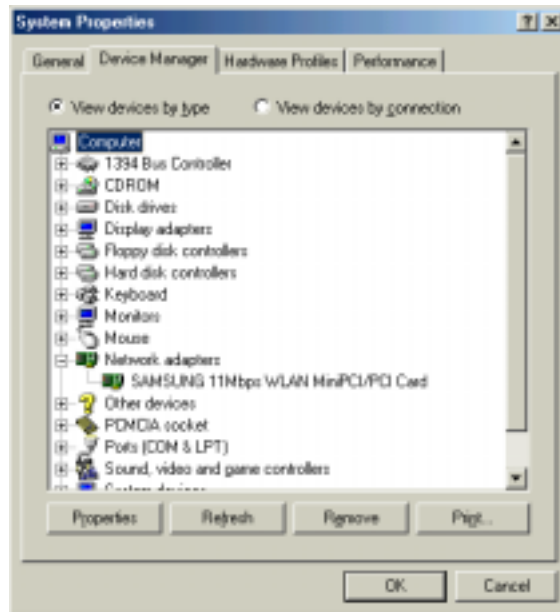 System Properties
General Device Manager Hardware Profiles Performance
View devices by type View devices by connection
Computer
1394 Bus Controller
CDROM
Disk drives
Display adapters
Floppy disk controllers
Hard disk controllers
Keyboard
Monitors
Mouse
Network adapters
SAMSUNG 11Mbps WLAN MiniPCI/PCI Card
Other devices
PCMCIA socket
Ports (COM & LPT)
Sound, video and game controllers
System devices
Properties Refresh Remove Print...
OK Cancel